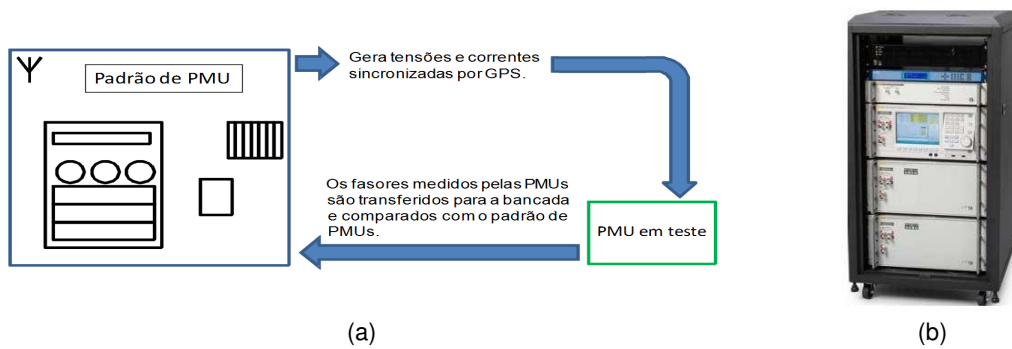 Padrão de PMU
Gera tensões e correntes
sincronizadas por GPS.
Os fasores medidos pelas PMUs
são transferidos para a bancada
e comparados com o padrão de
PMUs.
PMU em teste
(a)
(b)